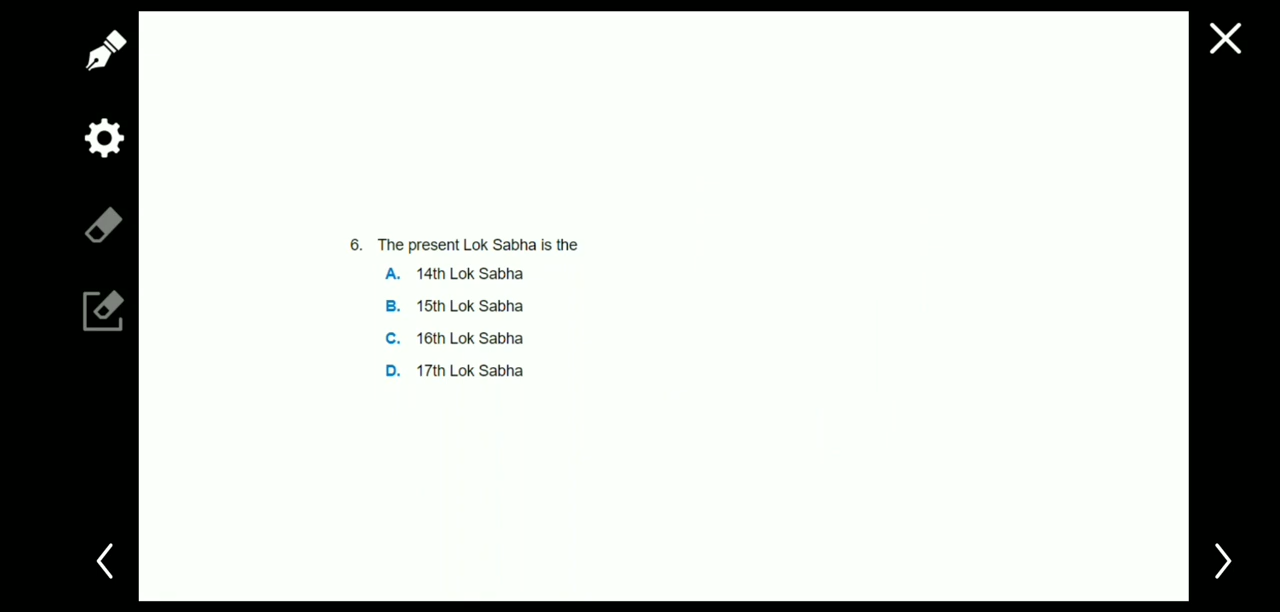 6. The present Lok Sabha is the
A. 14th Lok Sabha
B. 15th Lok Sabha
C. 16th Lok Sabha
D. 17th Lok Sabha